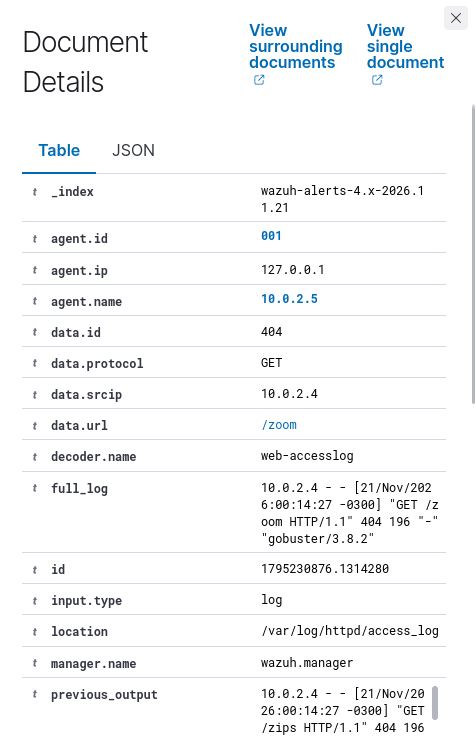 Document
Details
View
surrounding
documents
View
single
document
Table
JSON
t _index wazuh-alerts-4.x-2026.1
1.21
t agent.id 001
t agent.ip 127.0.0.1
t agent.name 10.0.2.5
t data.id 404
t data.protocol GET
t data.srcip 10.0.2.4
t data.url /zoom
t decoder.name web-accesslog
t full_log 10.0.2.4 - - [21/Nov/202
6:00:14:27 -0300] "GET /z
oom HTTP/1.1" 404 196 "-"
"gobuster/3.8.2"
t id 1795230876.1314280
t input.type log
t location /var/log/httpd/access_log
t manager.name wazuh.manager
t previous_output 10.0.2.4 - - [21/Nov/20
26:00:14:27 -0300] "GET
/zips HTTP/1.1" 404 196